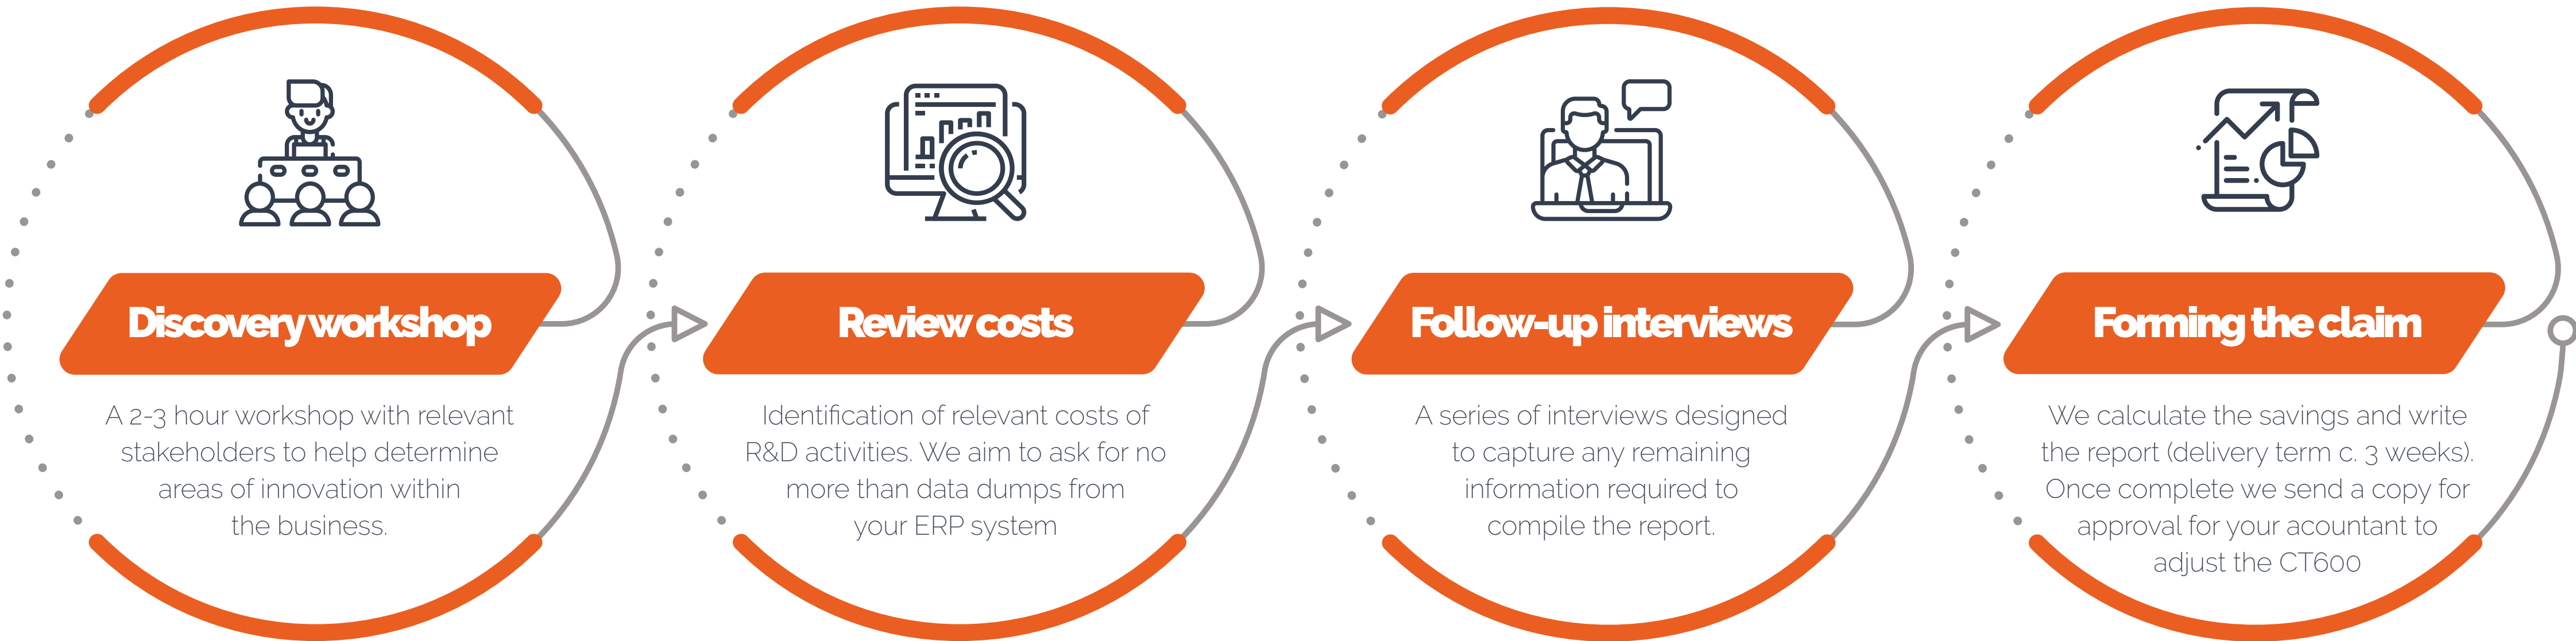 Discovery workshop
A 2-3 hour workshop with relevant
stakeholders to help determine
areas of innovation within
the business.
Review costs
Identification of relevant costs of
R&D activities. We aim to ask for no
more than data dumps from
your ERP system
Follow-up interviews
A series of interviews designed
to capture any remaining
information required to
compile the report.
Forming the claim
We calculate the savings and write
the report (delivery term c. 3 weeks).
Once complete we send a copy for
approval for your acountant to
adjust the CT600